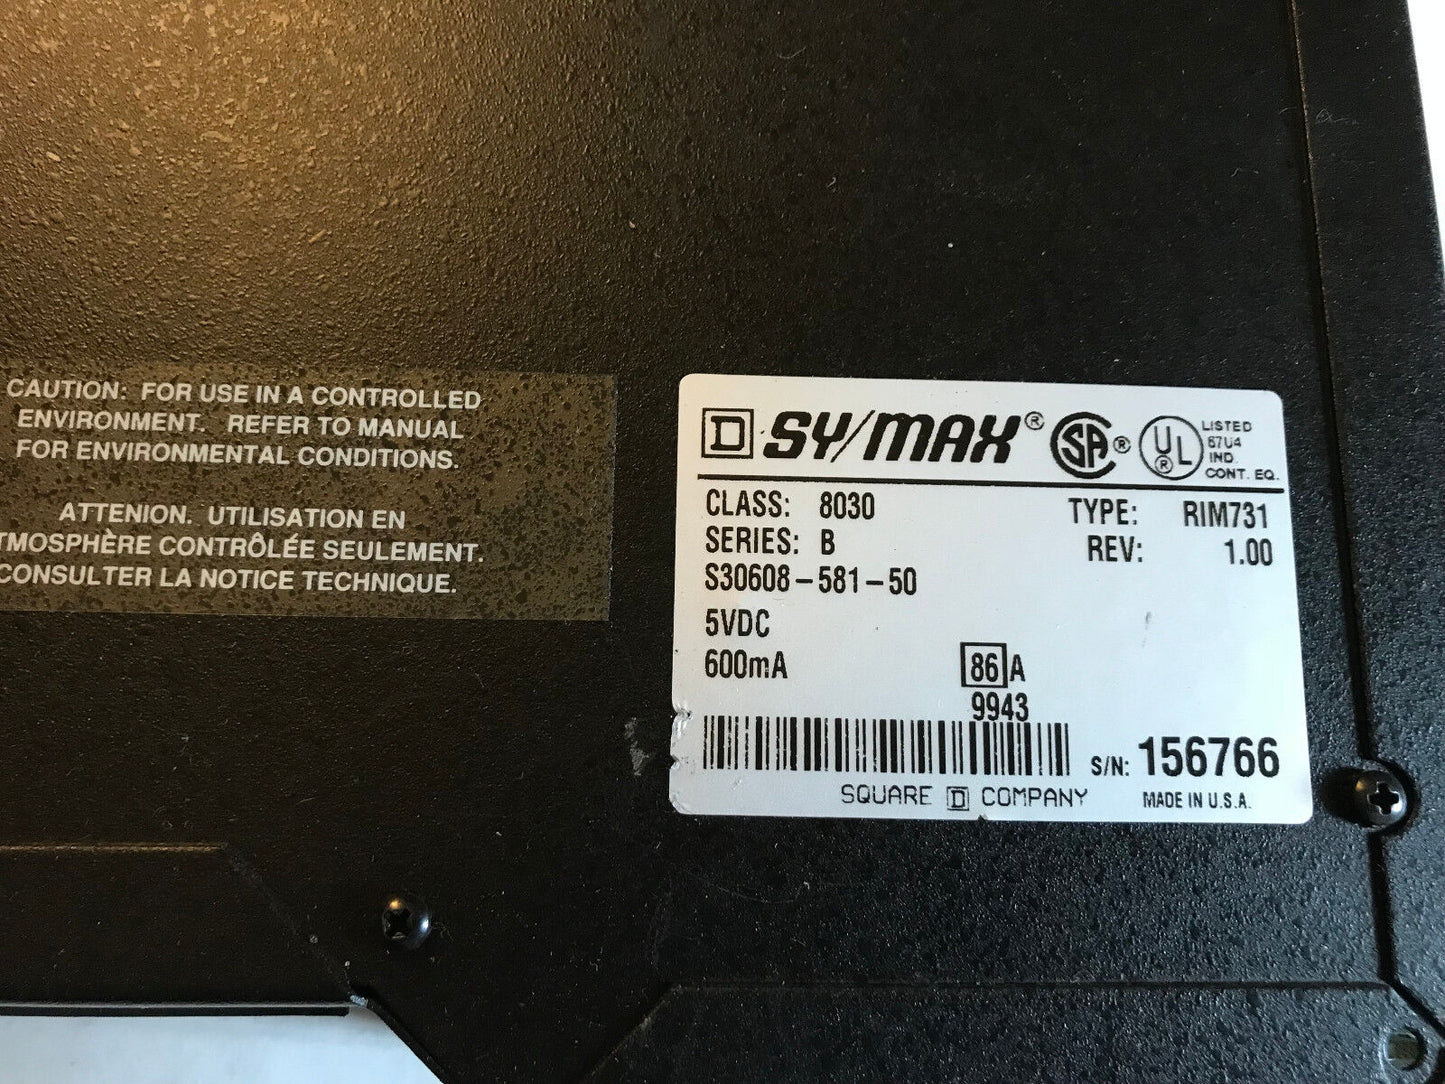 CAUTION: FOR USE IN A CONTROLLED
ENVIRONMENT. REFER TO MANUAL
FOR ENVIRONMENTAL CONDITIONS.
ATTENION. UTILISATION EN
TMOSPHÈRE CONTRÔLÉE SEULEMENT.
CONSULTER LA NOTICE TECHNIQUE.
D SY/MAX® SA® UL®
LISTED
67U4
IND.
CONT. EQ.
CLASS: 8030 TYPE: RIM731
SERIES: B REV: 1.00
S30608-581-50
5VDC
600mA 86 A
9943
S/N: 156766
SQUARE D COMPANY MADE IN U.S.A.